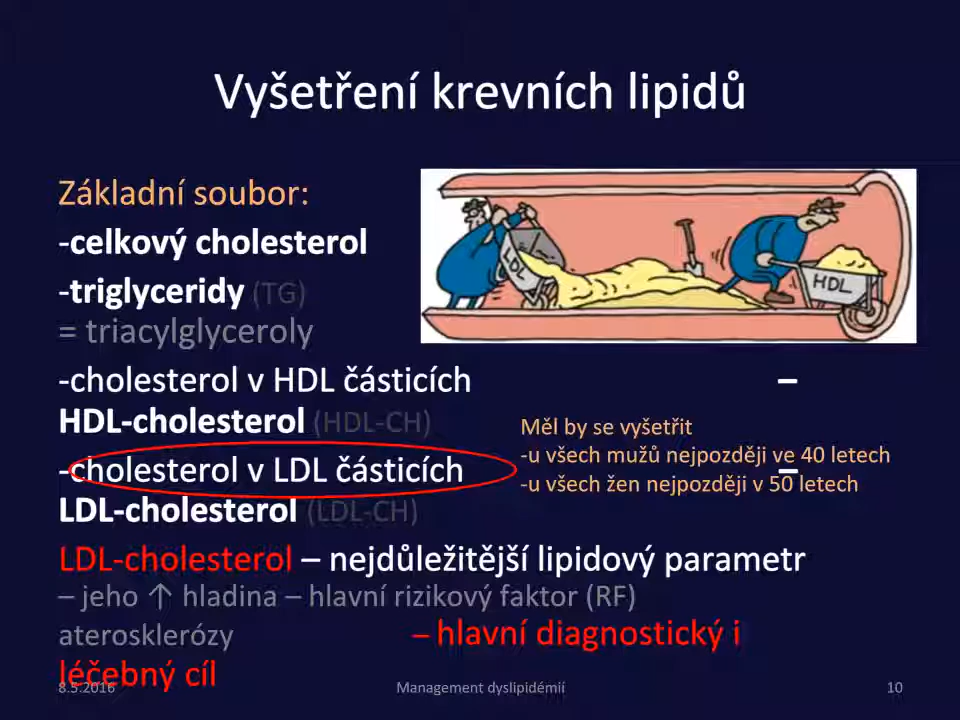 Vyšetření krevních lipidů
Základní soubor:
-celkový cholesterol
-triglyceridy (TG)
= triacylglyceroly
-cholesterol v HDL částicích –
HDL-cholesterol (HDL-CH)
-cholesterol v LDL částicích –
LDL-cholesterol (LDL-CH)
LDL-cholesterol – nejdůležitější lipidový parametr
– jeho ↑ hladina – hlavní rizikový faktor (RF)
aterosklerózy – hlavní diagnostický i
léčebný cíl
LDL
HDL
Měl by se vyšetřit
-u všech mužů nejpozději ve 40 letech
-u všech žen nejpozději v 50 letech
8.5.2016
Management dyslipidémií
10